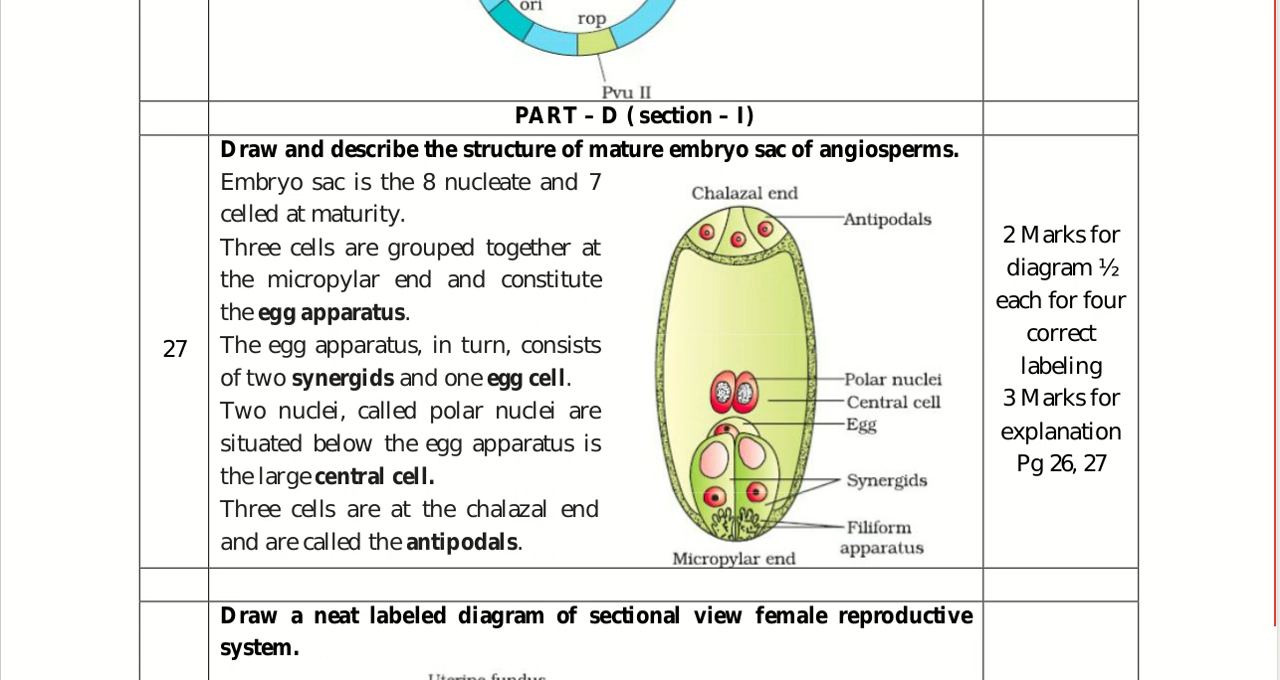 ori
rop
Pvu II
PART – D ( section – I)
27
Draw and describe the structure of mature embryo sac of angiosperms.
Embryo sac is the 8 nucleate and 7
celled at maturity.
Three cells are grouped together at
the micropylar end and constitute
the egg apparatus.
The egg apparatus, in turn, consists
of two synergids and one egg cell.
Two nuclei, called polar nuclei are
situated below the egg apparatus is
the large central cell.
Three cells are at the chalazal end
and are called the antipodals.
Chalazal end
Antipodals
Polar nuclei
Central cell
Egg
Synergids
Filiform
apparatus
Micropylar end
2 Marks for
diagram ½
each for four
correct
labeling
3 Marks for
explanation
Pg 26, 27
Draw a neat labeled diagram of sectional view female reproductive
system.
Uterine fundus